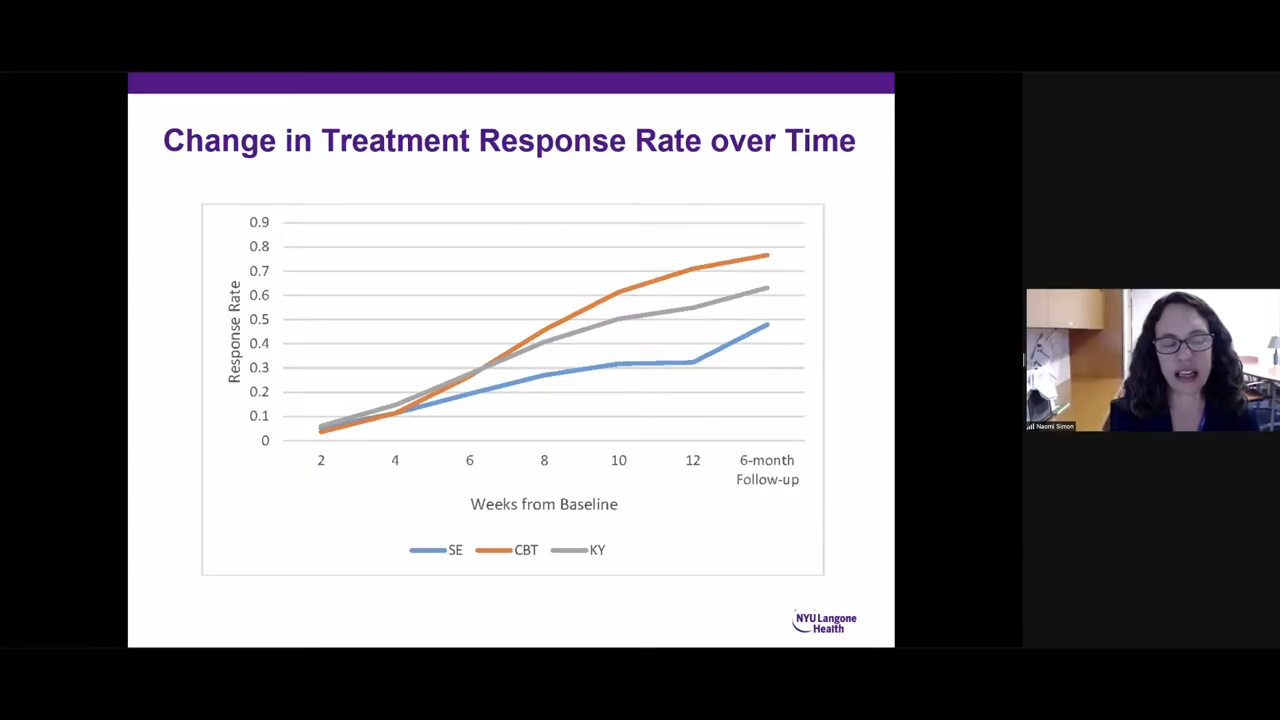 Change in Treatment Response Rate over Time
Response Rate
0.9
0.8
0.7
0.6
0.5
0.4
0.3
0.2
0.1
0
2 4 6 8 10 12 6-month
Follow-up
Weeks from Baseline
SE CBT KY
NYU Langone
Health
Naomi Simon